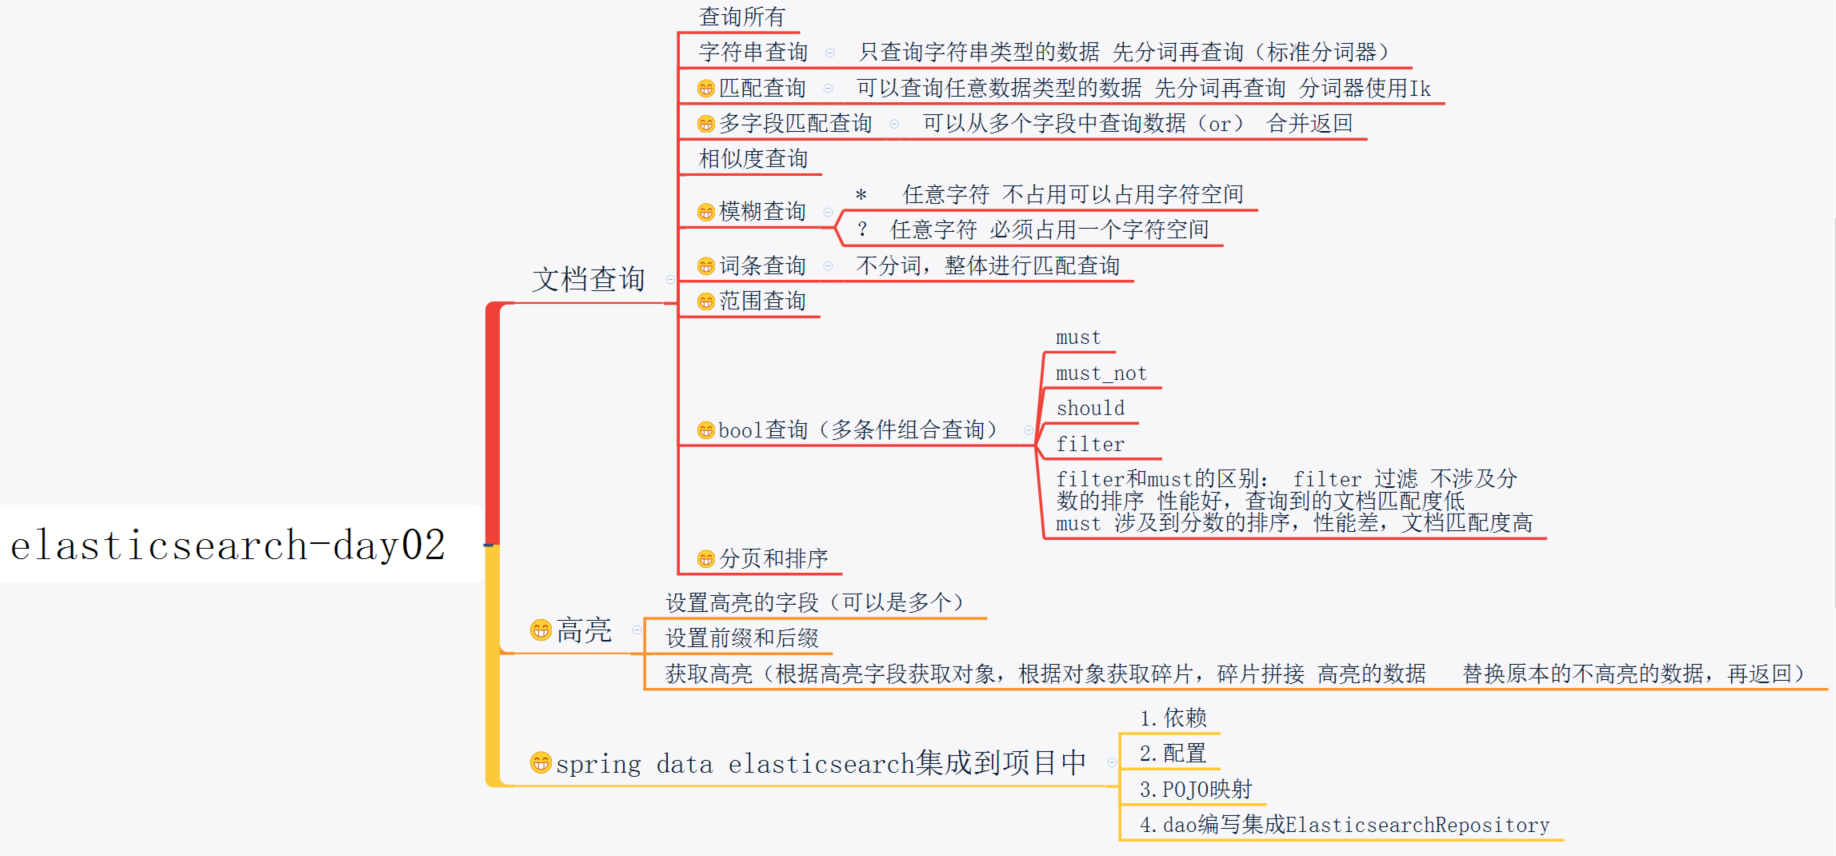 查询所有
字符串查询 只查询字符串类型的数据 先分词再查询（标准分词器）
匹配查询 可以查询任意数据类型的数据 先分词再查询 分词器使用Ik
多字段匹配查询 可以从多个字段中查询数据（or） 合并返回
相似度查询
模糊查询
* 任意字符 不占用可以占用字符空间
？ 任意字符 必须占用一个字符空间
词条查询 不分词，整体进行匹配查询
文档查询
范围查询
must
must_not
should
bool查询（多条件组合查询）
filter
filter和must的区别： filter 过滤 不涉及分
数的排序 性能好，查询到的文档匹配度低
must 涉及到分数的排序，性能差，文档匹配度高
elasticsearch-day02
分页和排序
高亮
设置高亮的字段（可以是多个）
设置前缀和后缀
获取高亮（根据高亮字段获取对象，根据对象获取碎片，碎片拼接 高亮的数据 替换原本的不高亮的数据，再返回）
spring data elasticsearch集成到项目中
1.依赖
2.配置
3.POJO映射
4.dao编写集成ElasticsearchRepository